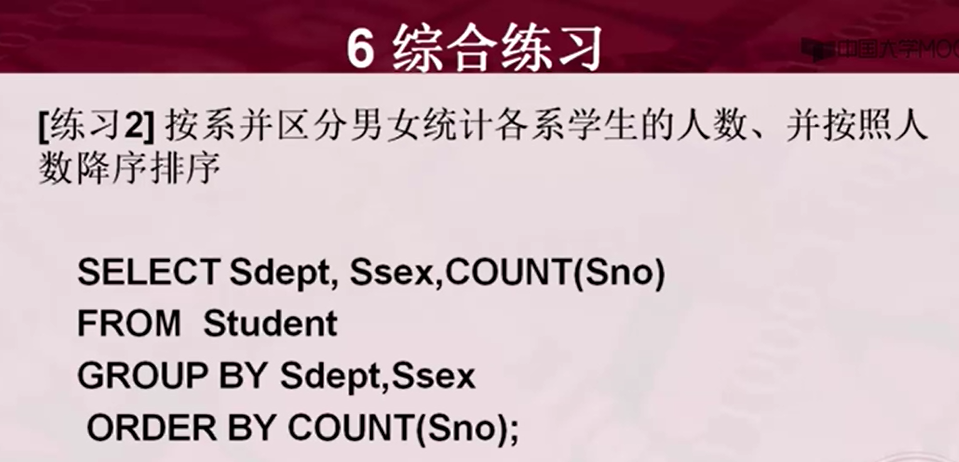 6 综合练习
中国大学MOO
[练习2] 按系并区分男女统计各系学生的人数、并按照人
数降序排序
SELECT Sdept, Ssex,COUNT(Sno)
FROM Student
GROUP BY Sdept,Ssex
ORDER BY COUNT(Sno);